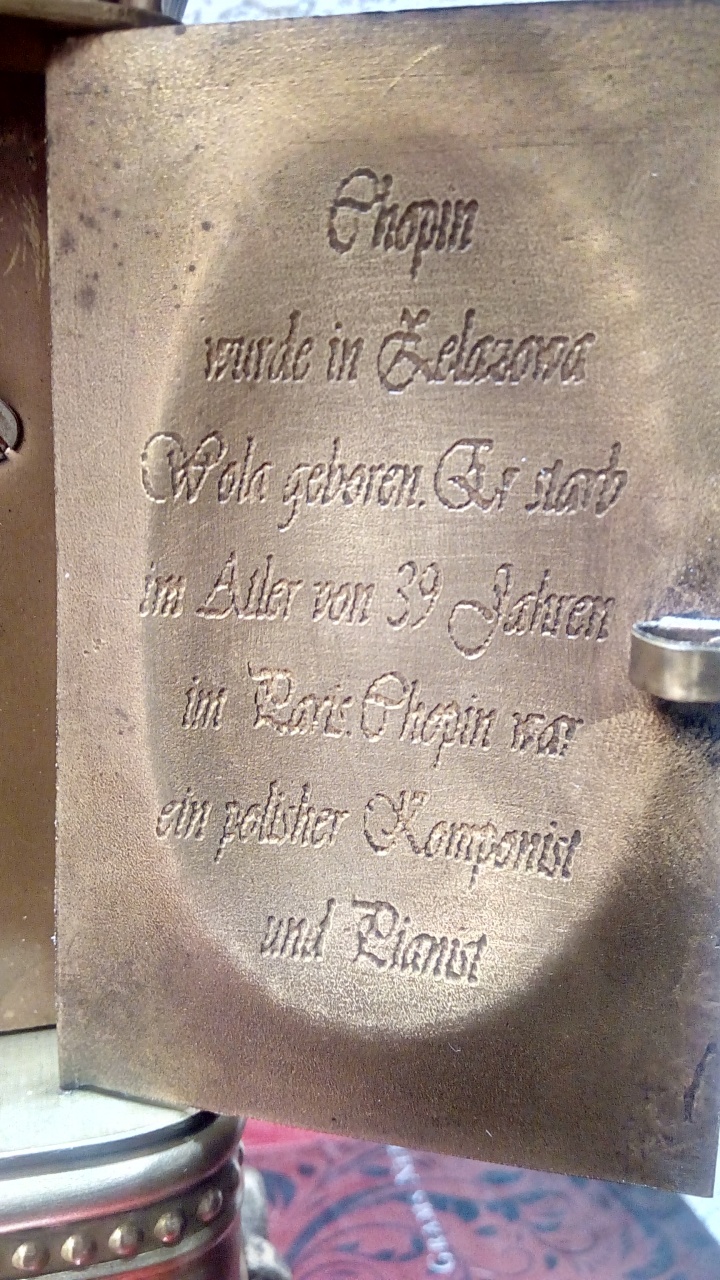 Chopin
wurde in Żelazowa
Wola geboren. Er starb
im Alter von 39 Jahren
im Paris. Chopin war
ein polisher Komponist
und Pianist